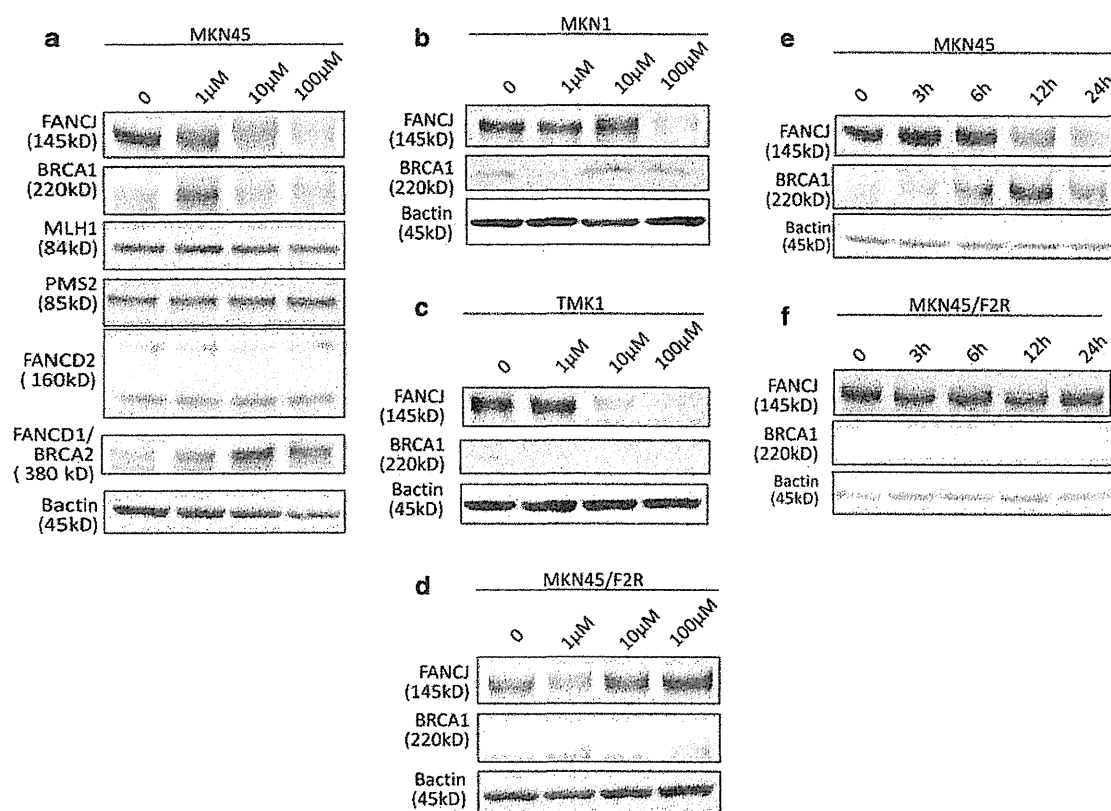 a
MKN45
0 1µM 10µM 100µM
FANCJ
(145kD)
BRCA1
(220kD)
MLH1
(84kD)
PMS2
(85kD)
FANCD2
( 160kD)
FANCD1/
BRCA2
( 380 kD)
Bactin
(45kD)
b
MKN1
0 1µM 10µM 100µM
FANCJ
(145kD)
BRCA1
(220kD)
Bactin
(45kD)
c
TMK1
0 1µM 10µM 100µM
FANCJ
(145kD)
BRCA1
(220kD)
Bactin
(45kD)
d
MKN45/F2R
0 1µM 10µM 100µM
FANCJ
(145kD)
BRCA1
(220kD)
Bactin
(45kD)
e
MKN45
0 3h 6h 12h 24h
FANCJ
(145kD)
BRCA1
(220kD)
Bactin
(45kD)
f
MKN45/F2R
0 3h 6h 12h 24h
FANCJ
(145kD)
BRCA1
(220kD)
Bactin
(45kD)